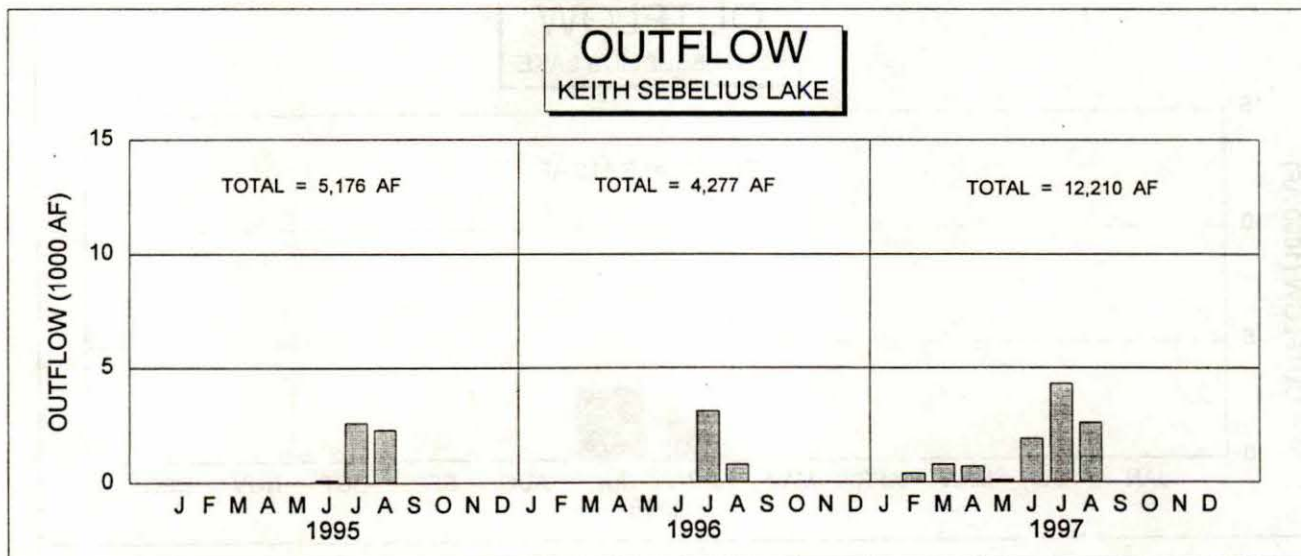 OUTFLOW
KEITH SEBELIUS LAKE
OUTFLOW (1000 AF)
15
10
5
0
TOTAL = 5,176 AF
TOTAL = 4,277 AF
TOTAL = 12,210 AF
J F M A M J J A S O N D J F M A M J J A S O N D J F M A M J J A S O N D
1995 1996 1997